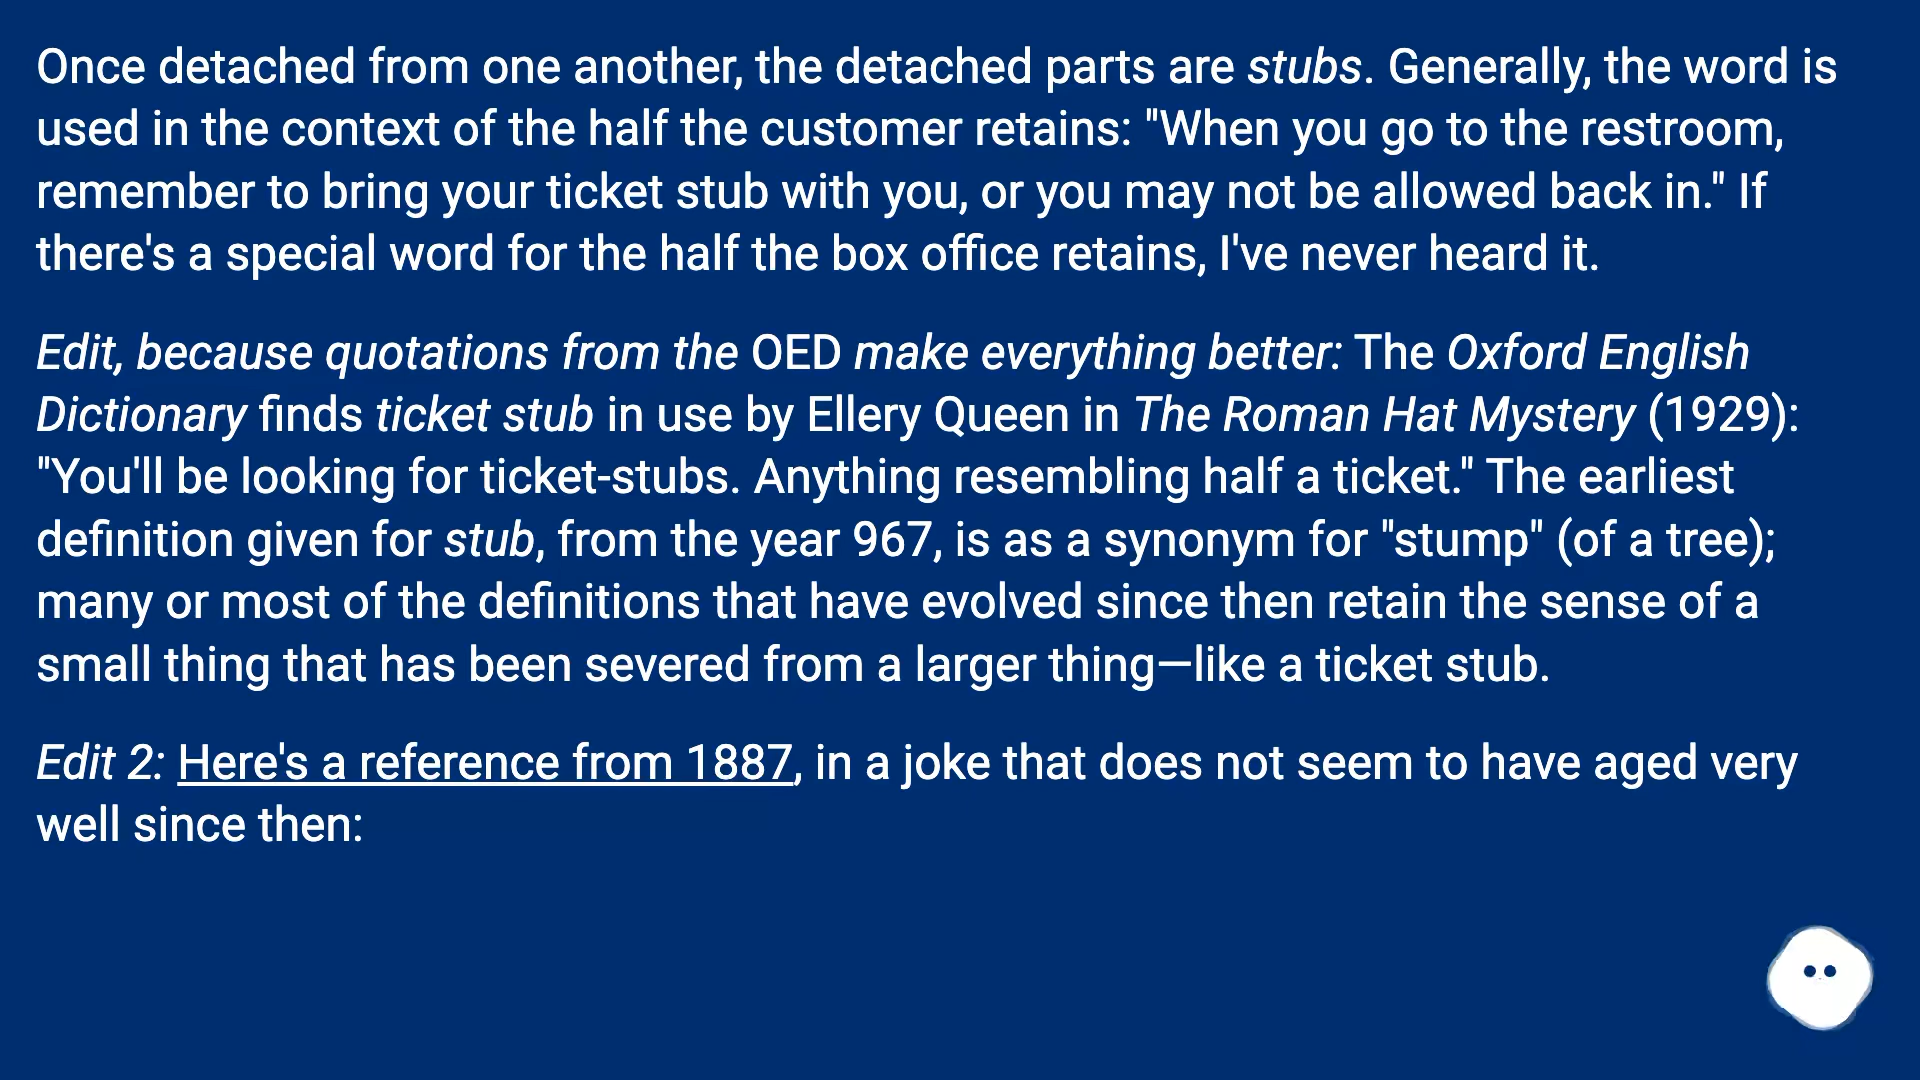 Once detached from one another, the detached parts are stubs. Generally, the word is
used in the context of the half the customer retains: "When you go to the restroom,
remember to bring your ticket stub with you, or you may not be allowed back in." If
there's a special word for the half the box office retains, I've never heard it.
Edit, because quotations from the OED make everything better: The Oxford English
Dictionary finds ticket stub in use by Ellery Queen in The Roman Hat Mystery (1929):
"You'll be looking for ticket-stubs. Anything resembling half a ticket." The earliest
definition given for stub, from the year 967, is as a synonym for "stump" (of a tree);
many or most of the definitions that have evolved since then retain the sense of a
small thing that has been severed from a larger thing—like a ticket stub.
Edit 2: Here's a reference from 1887, in a joke that does not seem to have aged very
well since then: